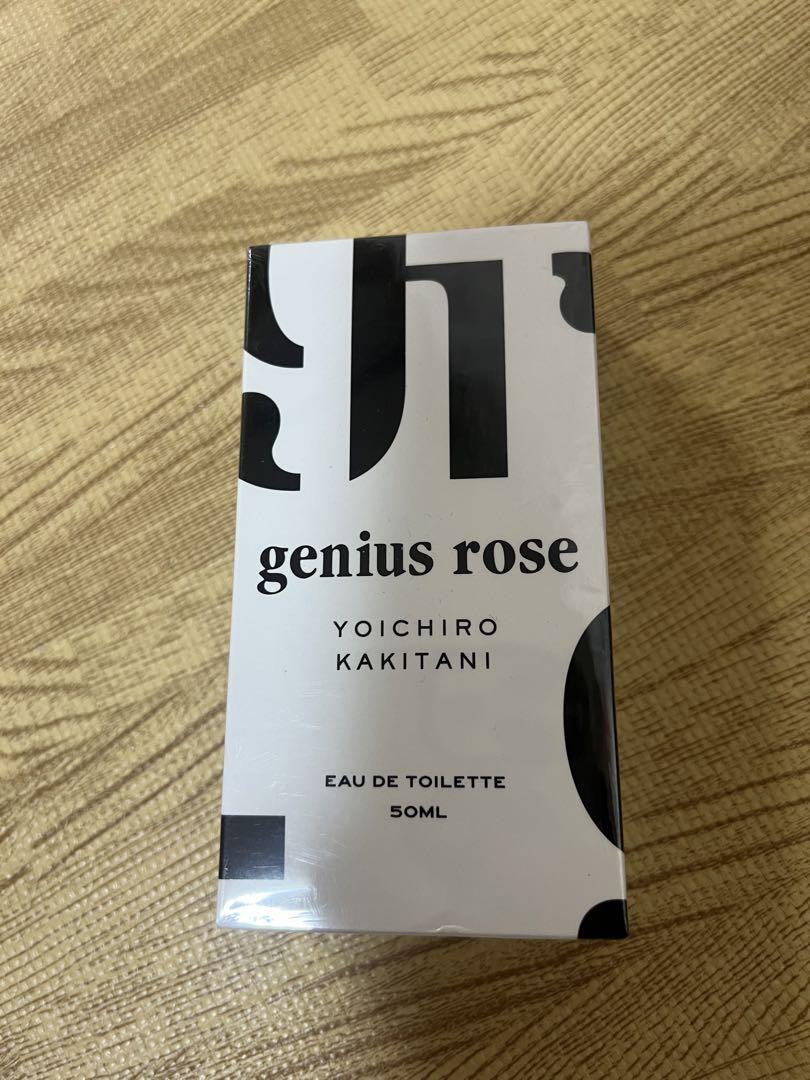 genius rose
YOICHIRO
KAKITANI
EAU DE TOILETTE
50ML